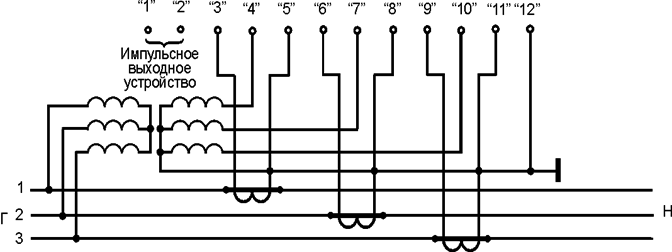 “1” “2” “3” “4” “5” “6” “7” “8” “9” “10” “11” “12”
Импульсное
выходное
устройство
1
Г 2 Н
3